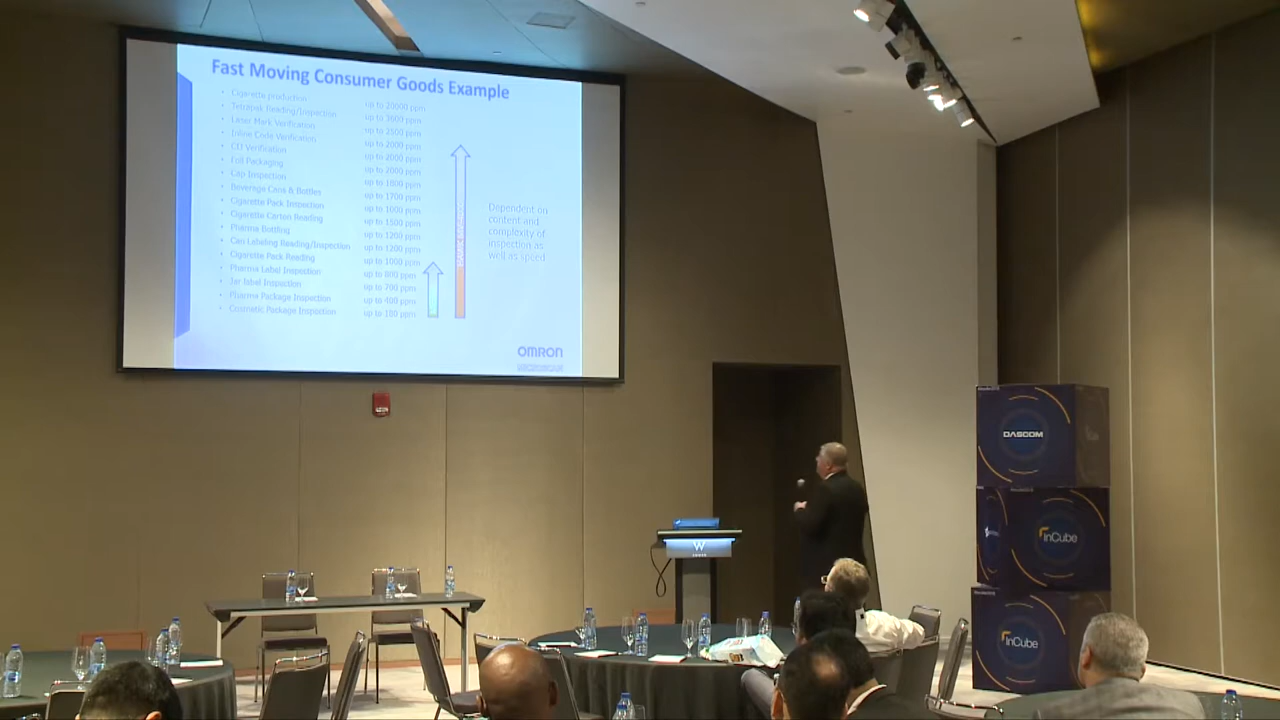 Fast Moving Consumer Goods Example
• Cigarette production up to 20000 ppm
• Tetrapak Reading/Inspection up to 3600 ppm
• Laser Mark Verification up to 2500 ppm
• Inline Code Verification up to 2000 ppm
• CD Verification up to 2000 ppm
• Foil Packaging up to 2000 ppm
• Cap Inspection up to 1800 ppm
• Beverage Cans & Bottles up to 1700 ppm
• Cigarette Pack Inspection up to 1600 ppm
• Cigarette Carton Reading up to 1500 ppm
• Pharma Bottling up to 1200 ppm
• Can Labeling Reading/Inspection up to 1200 ppm
• Cigarette Pack Reading up to 1000 ppm
• Pharma Label Inspection up to 800 ppm
• Jar label Inspection up to 700 ppm
• Pharma Package Inspection up to 400 ppm
• Cosmetic Package Inspection up to 180 ppm
Dependent on
content and
complexity of
inspection as
well as speed
OMRON
MICROSCAN
W
DASCOM
inCube
inCube